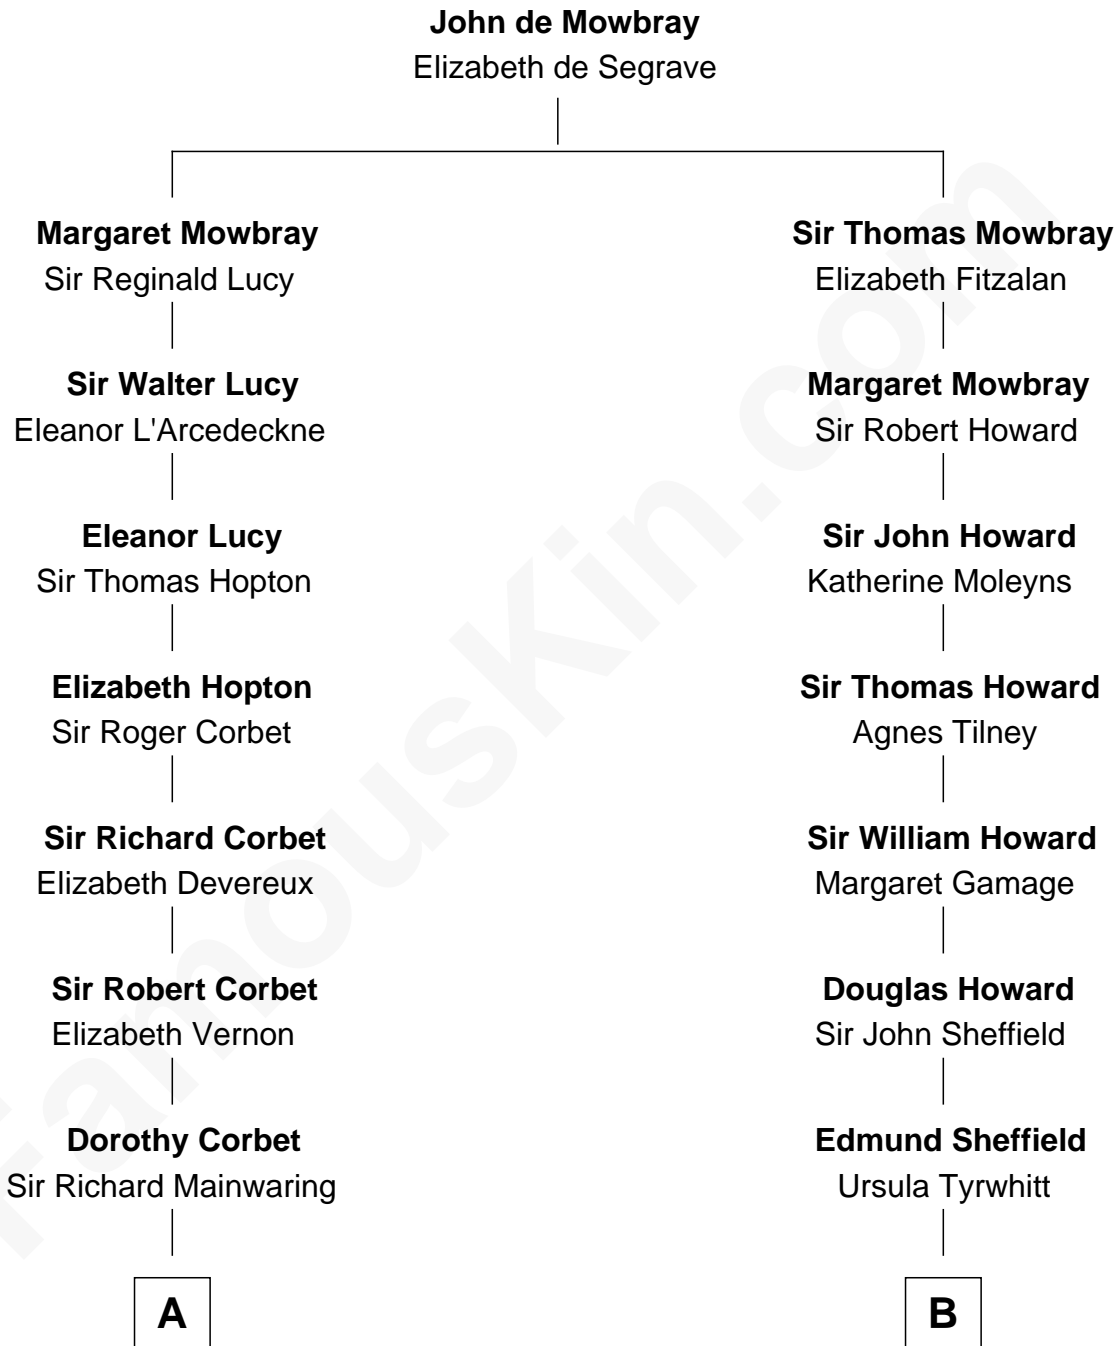 John de Mowbray
Elizabeth de Segrave
Margaret Mowbray
Sir Reginald Lucy
Sir Walter Lucy
Eleanor L'Arcedeckne
Eleanor Lucy
Sir Thomas Hopton
Elizabeth Hopton
Sir Roger Corbet
Sir Richard Corbet
Elizabeth Devereux
Sir Robert Corbet
Elizabeth Vernon
Dorothy Corbet
Sir Richard Mainwaring
A
Sir Thomas Mowbray
Elizabeth Fitzalan
Margaret Mowbray
Sir Robert Howard
Sir John Howard
Katherine Moleyns
Sir Thomas Howard
Agnes Tilney
Sir William Howard
Margaret Gamage
Douglas Howard
Sir John Sheffield
Edmund Sheffield
Ursula Tyrwhitt
B
FamousKin.com